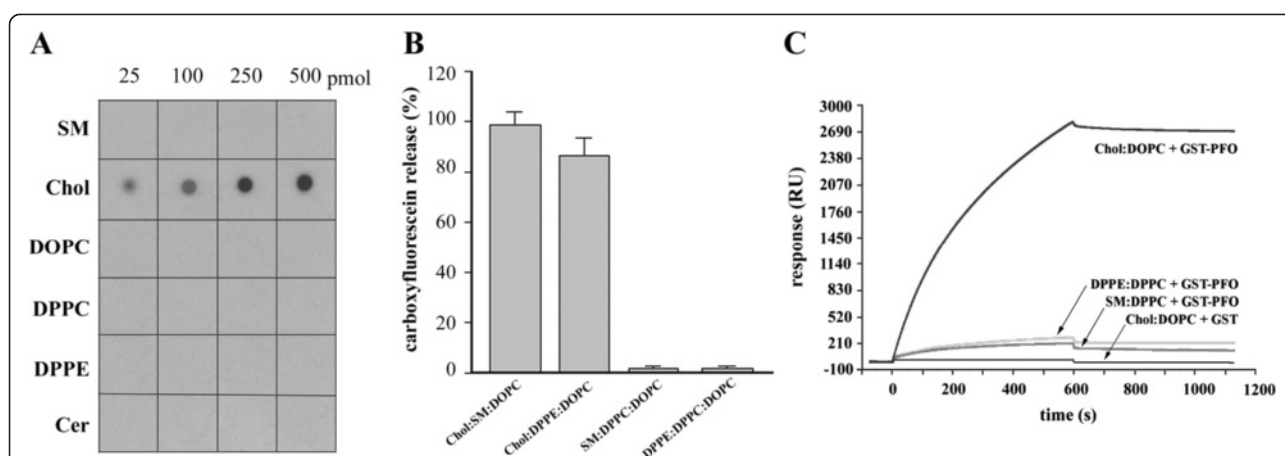 A
25 100 250 500 pmol
SM
Chol
DOPC
DPPC
DPPE
Cer
B
carboxyfluorescein release (%)
120
100
80
60
40
20
0
Chol:SM:DOPC
Chol:DPPE:DOPC
SM:DPPC:DOPC
DPPE:DPPC:DOPC
C
response (RU)
3000
2690
2380
2070
1760
1450
1140
830
520
210
-100
Chol:DOPC + GST-PFO
DPPE:DPPC + GST-PFO
SM:DPPC + GST-PFO
Chol:DOPC + GST
0 200 400 600 800 1000 1200
time (s)